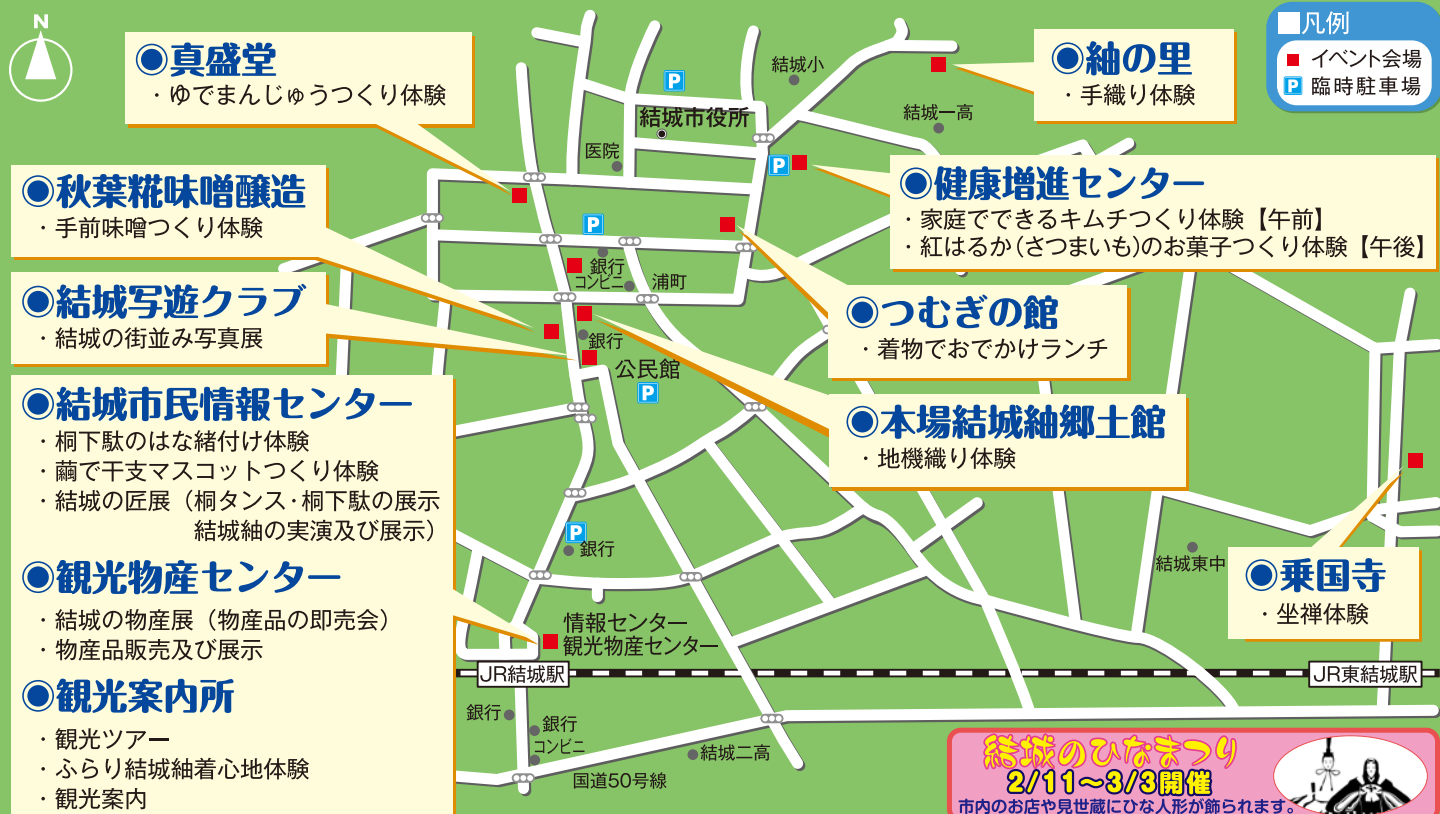 N
◉真盛堂
・ゆでまんじゅうつくり体験
◉秋葉糀味噌醸造
・手前味噌つくり体験
◉結城写遊クラブ
・結城の街並み写真展
◉結城市民情報センター
・桐下駄のはな緒付け体験
・繭で干支マスコットつくり体験
・結城の匠展（桐タンス・桐下駄の展示
結城紬の実演及び展示）
◉観光物産センター
・結城の物産展（物産品の即売会）
・物産品販売及び展示
◉観光案内所
・観光ツアー
・ふらり結城紬着心地体験
・観光案内
◉紬の里
・手織り体験
■凡例
イベント会場
P 臨時駐車場
◉健康増進センター
・家庭でできるキムチつくり体験【午前】
・紅はるか（さつまいも）のお菓子つくり体験【午後】
◉つむぎの館
・着物でおでかけランチ
◉本場結城紬郷土館
・地機織り体験
◉乗国寺
・坐禅体験
P
結城小
結城市役所
結城一高
医院
P
P
銀行
コンビニ
浦町
銀行
公民館
P
P
銀行
結城東中
情報センター
観光物産センター
JR結城駅
JR東結城駅
銀行
銀行
コンビニ
結城二高
国道50号線
結城のひなまつり
2/11～3/3開催
市内のお店や見世蔵にひな人形が飾られます。